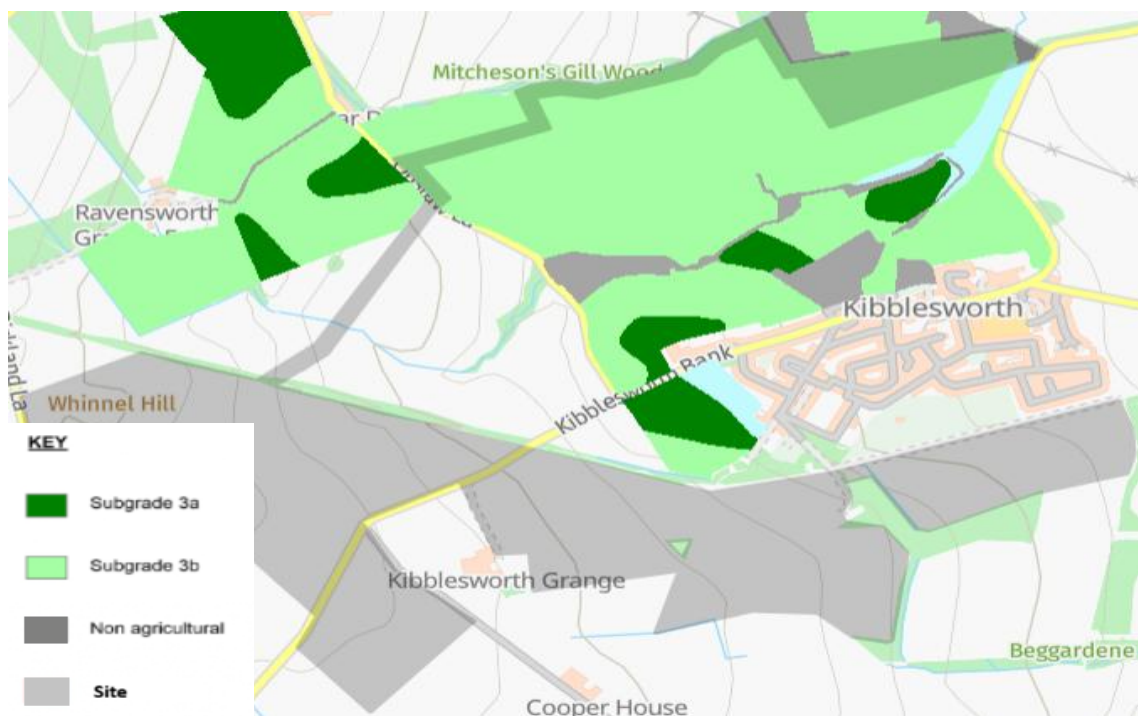 Mitcheson's Gill Wood
Ravensworth
Kibblesworth
Kibblesworth Bank
Whinnel Hill
KEY
Subgrade 3a
Subgrade 3b
Non agricultural
Site
Kibblesworth Grange
Beggardene
Cooper House